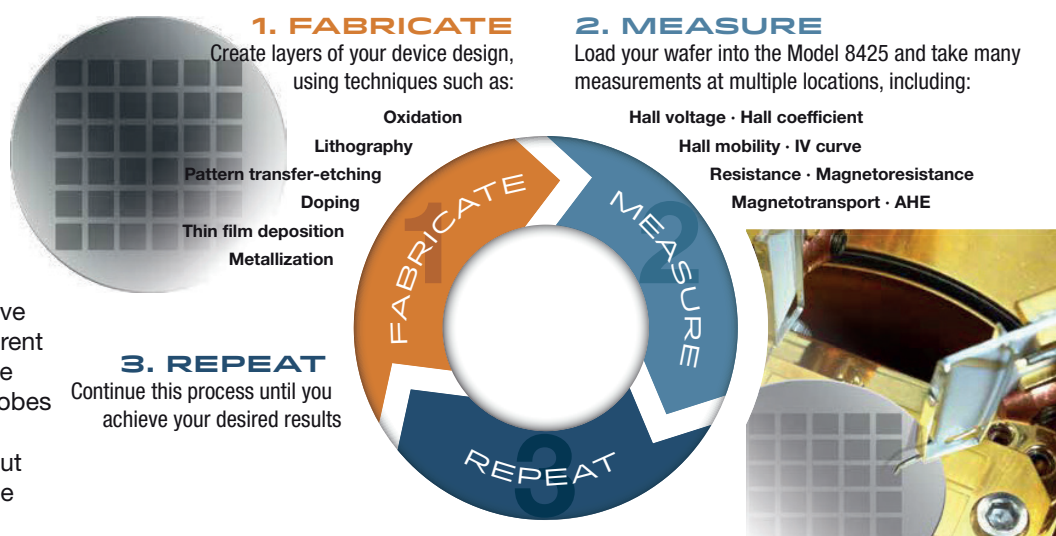 1. FABRICATE
Create layers of your device design,
using techniques such as:
Oxidation
Lithography
Pattern transfer-etching
Doping
Thin film deposition
Metallization
2. MEASURE
Load your wafer into the Model 8425 and take many
measurements at multiple locations, including:
Hall voltage · Hall coefficient
Hall mobility · IV curve
Resistance · Magnetoresistance
Magnetotransport · AHE
3. REPEAT
Continue this process until you
achieve your desired results
1
FABRICATE
2
MEASURE
3
REPEAT